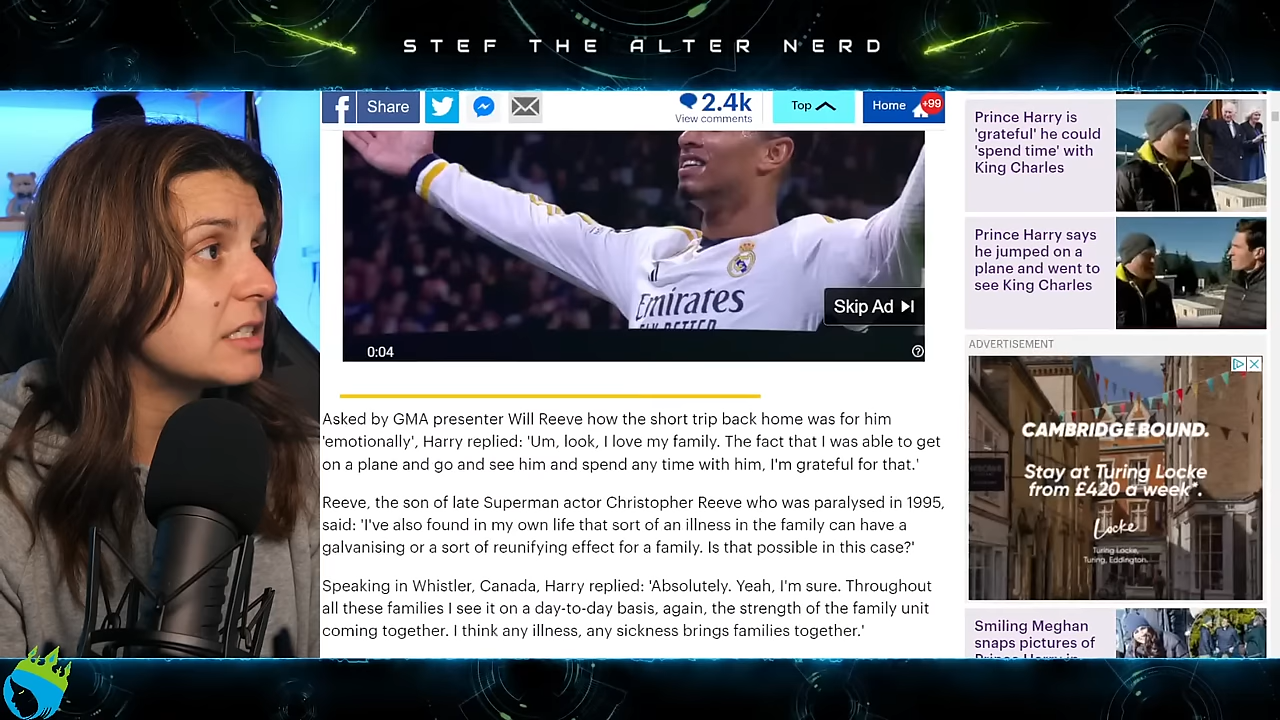 STEF THE ALTER NERD
Share
2.4k
View comments
Top
Home
+99
Emirates
FLY BETTER
Skip Ad
0:04
Asked by GMA presenter Will Reeve how the short trip back home was for him
'emotionally', Harry replied: 'Um, look, I love my family. The fact that I was able to get
on a plane and go and see him and spend any time with him, I'm grateful for that.'
Reeve, the son of late Superman actor Christopher Reeve who was paralysed in 1995,
said: 'I've also found in my own life that sort of an illness in the family can have a
galvanising or a sort of reunifying effect for a family. Is that possible in this case?'
Speaking in Whistler, Canada, Harry replied: 'Absolutely. Yeah, I'm sure. Throughout
all these families I see it on a day-to-day basis, again, the strength of the family unit
coming together. I think any illness, any sickness brings families together.'
Prince Harry is
'grateful' he could
'spend time' with
King Charles
Prince Harry says
he jumped on a
plane and went to
see King Charles
ADVERTISEMENT
CAMBRIDGE BOUND.
Stay at Turing Locke
from £420 a week*.
Locke
Turing Locke,
Turing, Eddington.
Smiling Meghan
snaps pictures of
Prince Harry in